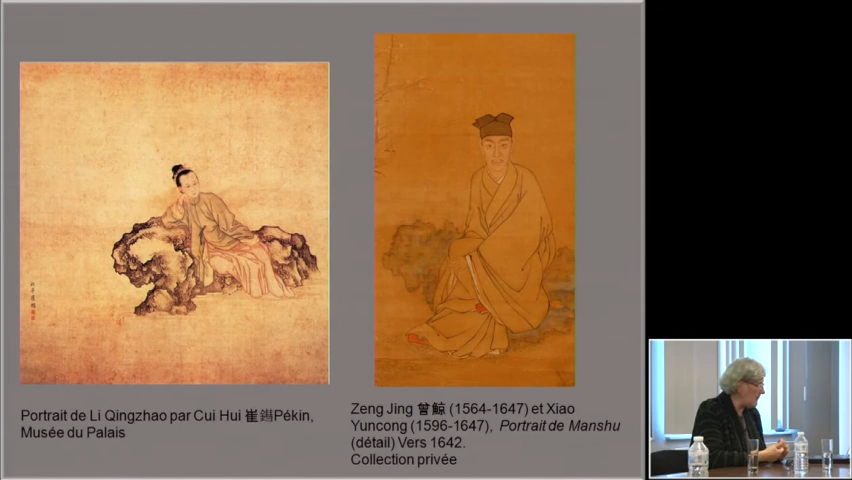 Portrait de Li Qingzhao par Cui Hui 崔鏏Pékin,
Musée du Palais
Zeng Jing 曾鯨 (1564-1647) et Xiao
Yuncong (1596-1647), Portrait de Manshu
(détail) Vers 1642.
Collection privée